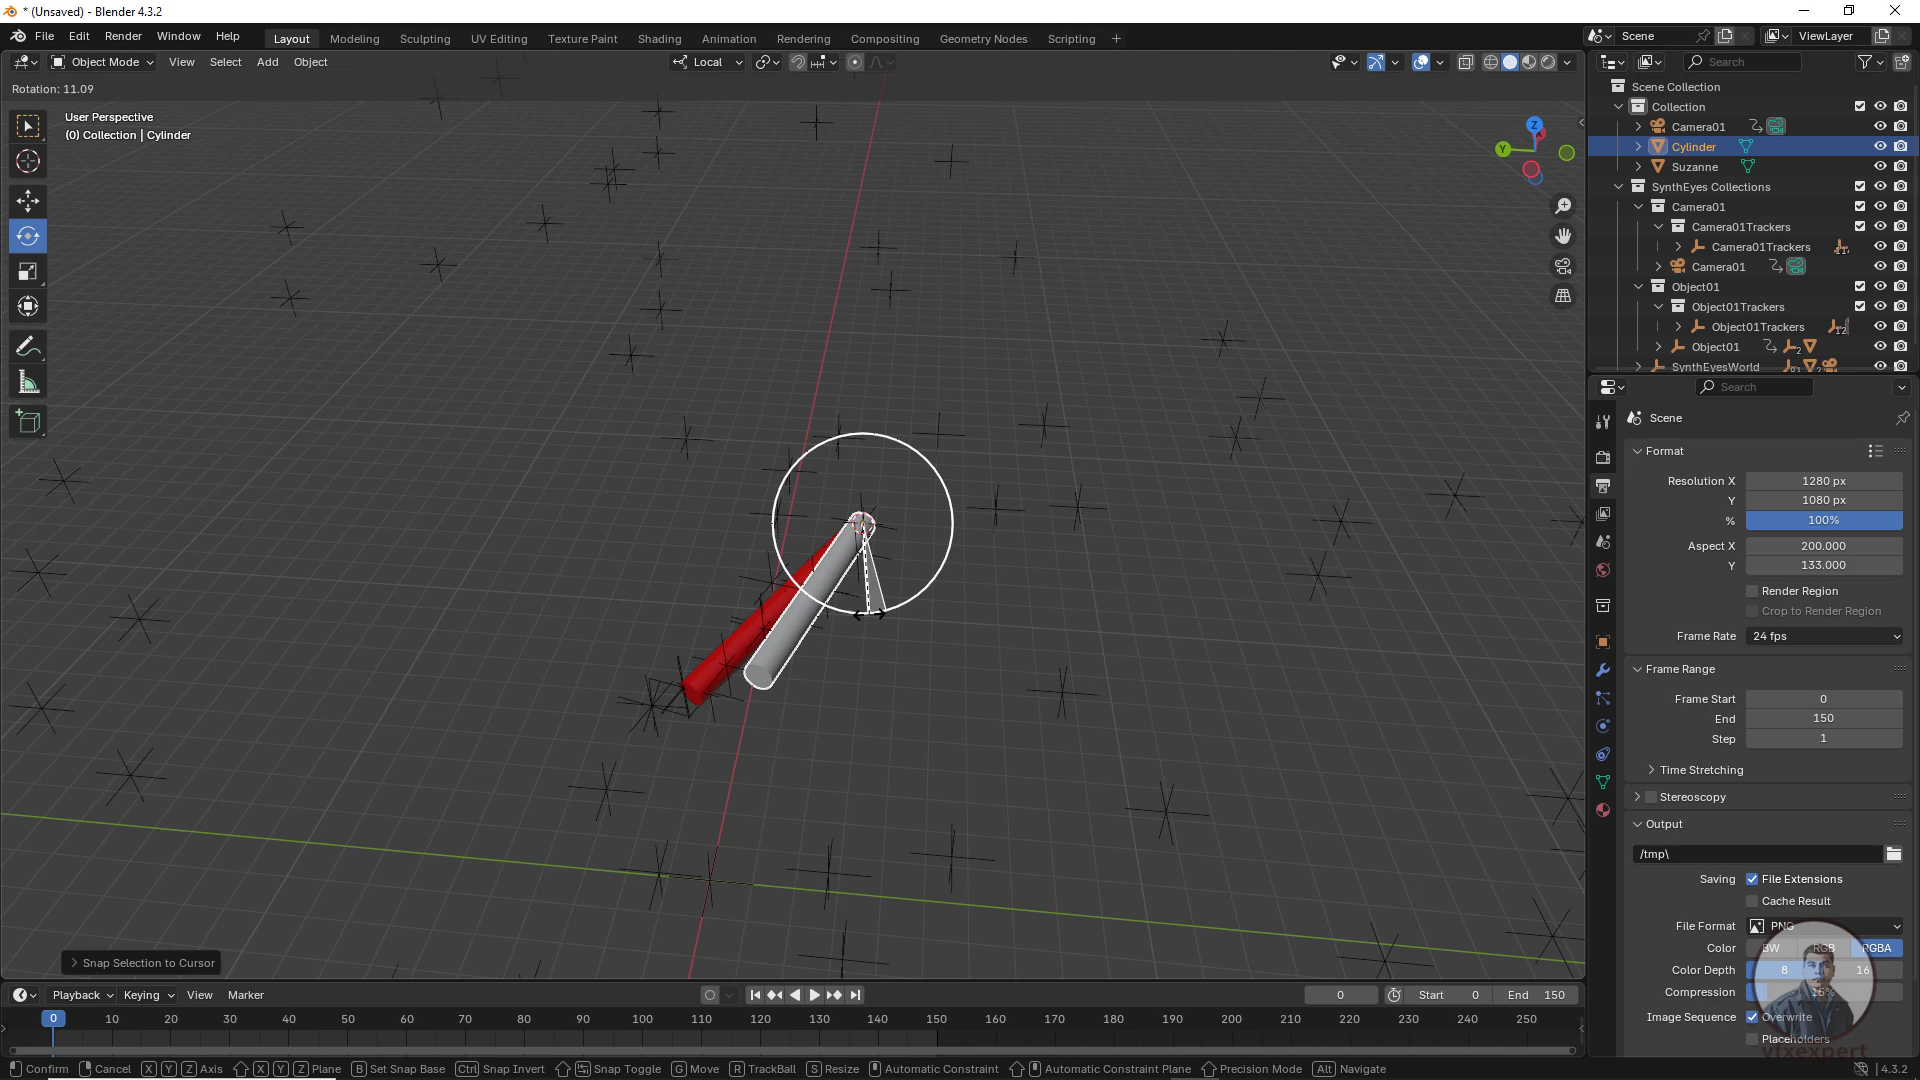 * (Unsaved) - Blender 4.3.2
File Edit Render Window Help Layout Modeling Sculpting UV Editing Texture Paint Shading Animation Rendering Compositing Geometry Nodes Scripting + Scene ViewLayer
Object Mode View Select Add Object Local Search
Rotation: 11.09
User Perspective
(0) Collection | Cylinder
Z
Y
Scene Collection
Collection
Camera01
Cylinder
Suzanne
SynthEyes Collections
Camera01
Camera01Trackers
Camera01Trackers
Camera01
Object01
Object01Trackers
Object01Trackers 12
Object01 2
SynthEyesWorld
Search
Scene
Format
Resolution X 1280 px
Y 1080 px
% 100%
Aspect X 200.000
Y 133.000
Render Region
Crop to Render Region
Frame Rate 24 fps
Frame Range
Frame Start 0
End 150
Step 1
Time Stretching
Stereoscopy
Output
/tmp\
Saving File Extensions
Cache Result
File Format PNG
Color BW RGB RGBA
Color Depth 8 16
Compression 15%
Image Sequence Overwrite
Placeholders
vfxexpert
Snap Selection to Cursor
Playback Keying View Marker 0 Start 0 End 150
0 10 20 30 40 50 60 70 80 90 100 110 120 130 140 150 160 170 180 190 200 210 220 230 240 250
Confirm Cancel X Y Z Axis X Y Z Plane B Set Snap Base Ctrl Snap Invert Snap Toggle G Move R TrackBall S Resize Automatic Constraint Automatic Constraint Plane Precision Mode Alt Navigate 4.3.2